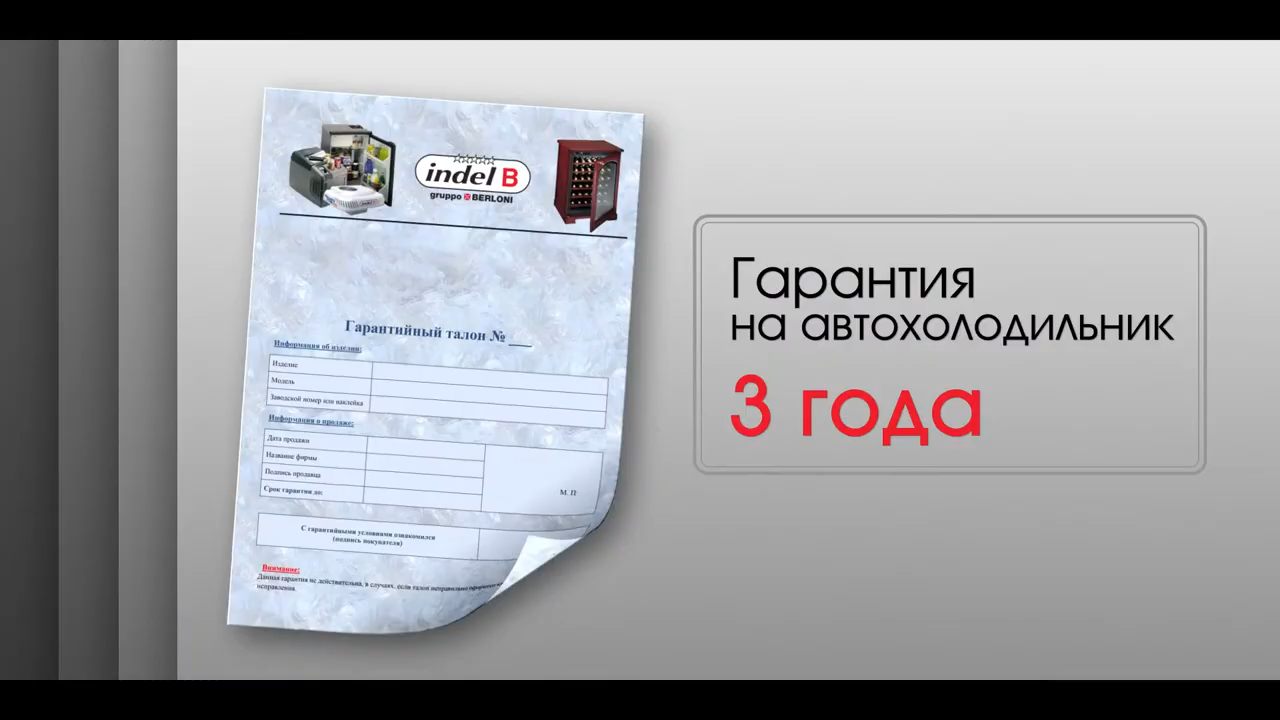 indel B
gruppo BERLONI
Гарантийный талон № ___
Информация об изделии:
Изделие
Модель
Заводской номер или наклейка
Информация о продаже:
Дата продажи
Название фирмы
Подпись продавца
Срок гарантии до:
М. П
С гарантийными условиями ознакомился
(подпись покупателя)
Внимание:
Данная гарантия не действительна, в случаях, если талон неправильно
исправления.
Гарантия
на автохолодильник
3 года